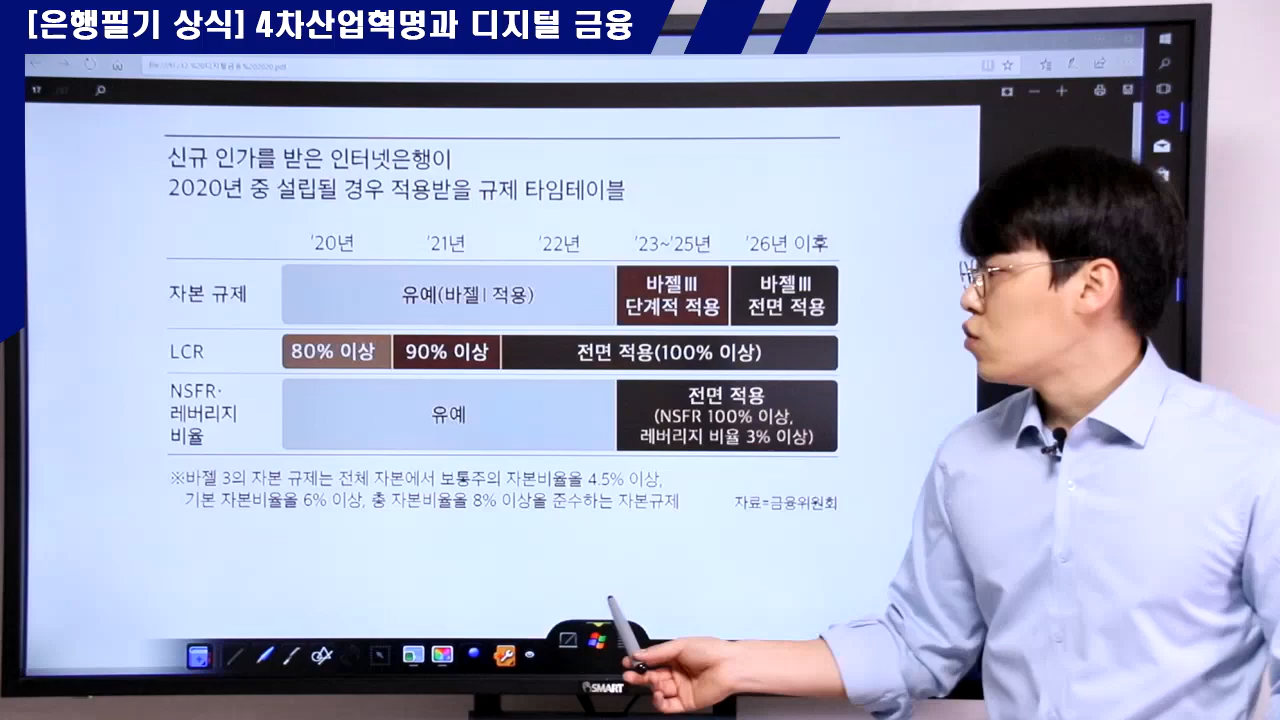 [은행필기 상식] 4차산업혁명과 디지털 금융
17
신규 인가를 받은 인터넷은행이
2020년 중 설립될 경우 적용받을 규제 타임테이블
'20년 '21년 '22년 '23~'25년 '26년 이후
자본 규제 유예(바젤Ⅰ 적용) 바젤Ⅲ 단계적 적용 바젤Ⅲ 전면 적용
LCR 80% 이상 90% 이상 전면 적용(100% 이상)
NSFR·
레버리지
비율
유예
전면 적용
(NSFR 100% 이상,
레버리지 비율 3% 이상)
※바젤 3의 자본 규제는 전체 자본에서 보통주의 자본비율을 4.5% 이상,
기본 자본비율을 6% 이상, 총 자본비율을 8% 이상을 준수하는 자본규제
자료=금융위원회
SMART